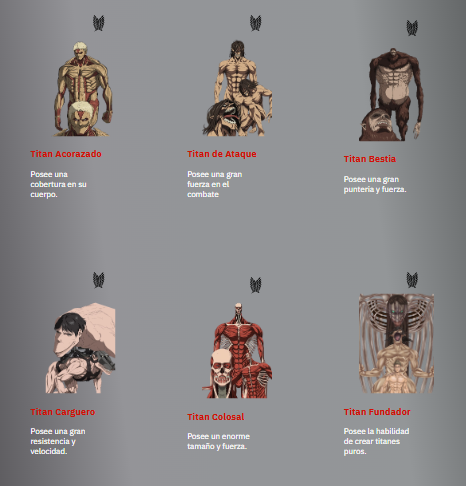 Titan Acorazado
Posee una
cobertura en su
cuerpo.
Titan de Ataque
Posee una gran
fuerza en el
combate
Titan Bestia
Posee una gran
punteria y fuerza.
Titan Carguero
Posee una gran
resistencia y
velocidad.
Titan Colosal
Posee un enorme
tamaño y fuerza.
Titan Fundador
Posee la habilidad
de crear titanes
puros.